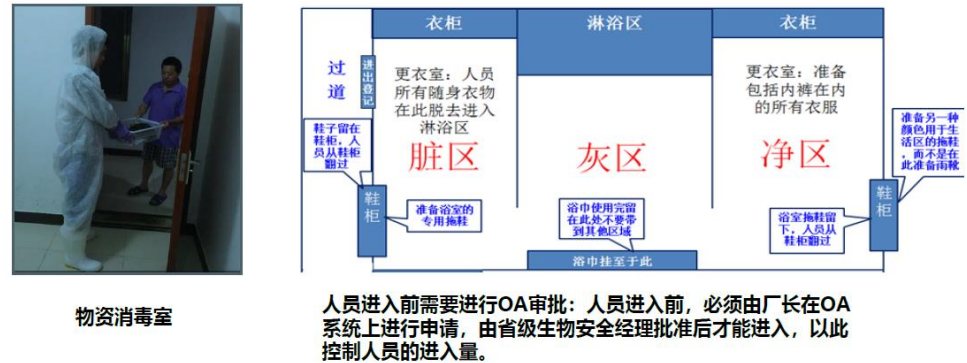 衣柜
淋浴区
衣柜
过
道
进出登记
更衣室：人员
所有随身衣物
在此脱去进入
淋浴区
脏区
灰区
更衣室：准备
包括内裤在内
的所有衣服
净区
鞋子留在
鞋柜，人
员从鞋柜
翻过
鞋柜
准备浴室的
专用拖鞋
浴巾使用完留
在此处不要带
到其他区域
浴巾挂至于此
浴室拖鞋留
下，人员从
鞋柜翻过
鞋柜
准备另一种
颜色用于生
活区的拖鞋
，而不是在
此准备雨靴
物资消毒室
人员进入前需要进行OA审批：人员进入前，必须由厂长在OA
系统上进行申请，由省级生物安全经理批准后才能进入，以此
控制人员的进入量。